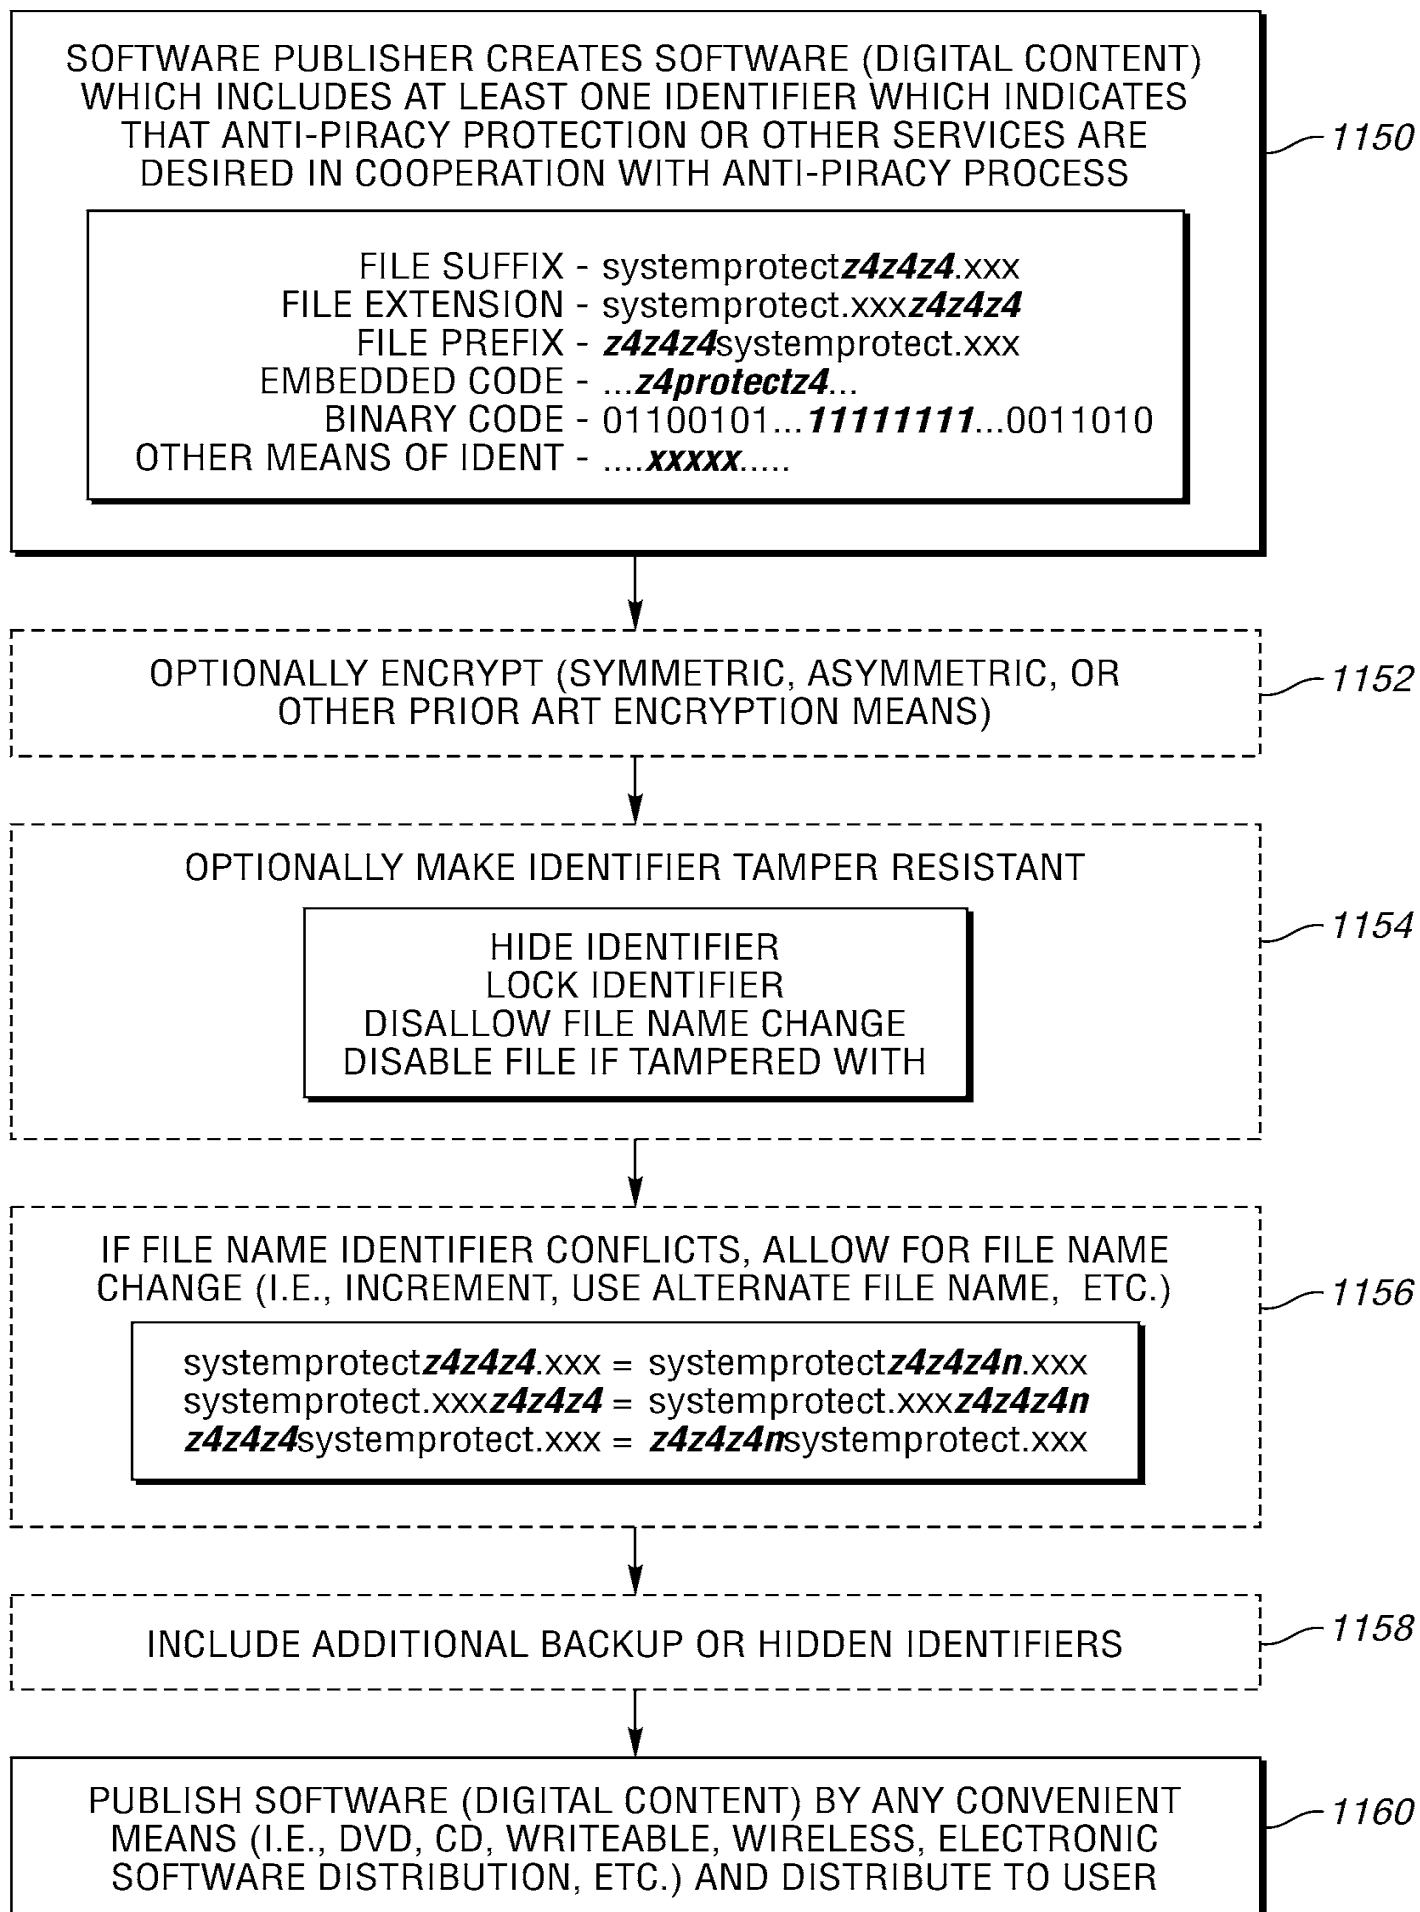 SOFTWARE PUBLISHER CREATES SOFTWARE (DIGITAL CONTENT)
WHICH INCLUDES AT LEAST ONE IDENTIFIER WHICH INDICATES
THAT ANTI-PIRACY PROTECTION OR OTHER SERVICES ARE
DESIRED IN COOPERATION WITH ANTI-PIRACY PROCESS
1150
FILE SUFFIX - systemprotectz4z4z4.xxx
FILE EXTENSION - systemprotect.xxxz4z4z4
FILE PREFIX - z4z4z4systemprotect.xxx
EMBEDDED CODE - ...z4protectz4...
BINARY CODE - 01100101...11111111...0011010
OTHER MEANS OF IDENT - ....xxxxx.....
OPTIONALLY ENCRYPT (SYMMETRIC, ASYMMETRIC, OR
OTHER PRIOR ART ENCRYPTION MEANS)
1152
OPTIONALLY MAKE IDENTIFIER TAMPER RESISTANT
1154
HIDE IDENTIFIER
LOCK IDENTIFIER
DISALLOW FILE NAME CHANGE
DISABLE FILE IF TAMPERED WITH
IF FILE NAME IDENTIFIER CONFLICTS, ALLOW FOR FILE NAME
CHANGE (I.E., INCREMENT, USE ALTERNATE FILE NAME, ETC.)
1156
systemprotectz4z4z4.xxx = systemprotectz4z4z4n.xxx
systemprotect.xxxz4z4z4 = systemprotect.xxxz4z4z4n
z4z4z4systemprotect.xxx = z4z4z4nsystemprotect.xxx
INCLUDE ADDITIONAL BACKUP OR HIDDEN IDENTIFIERS
1158
PUBLISH SOFTWARE (DIGITAL CONTENT) BY ANY CONVENIENT
MEANS (I.E., DVD, CD, WRITEABLE, WIRELESS, ELECTRONIC
SOFTWARE DISTRIBUTION, ETC.) AND DISTRIBUTE TO USER
1160